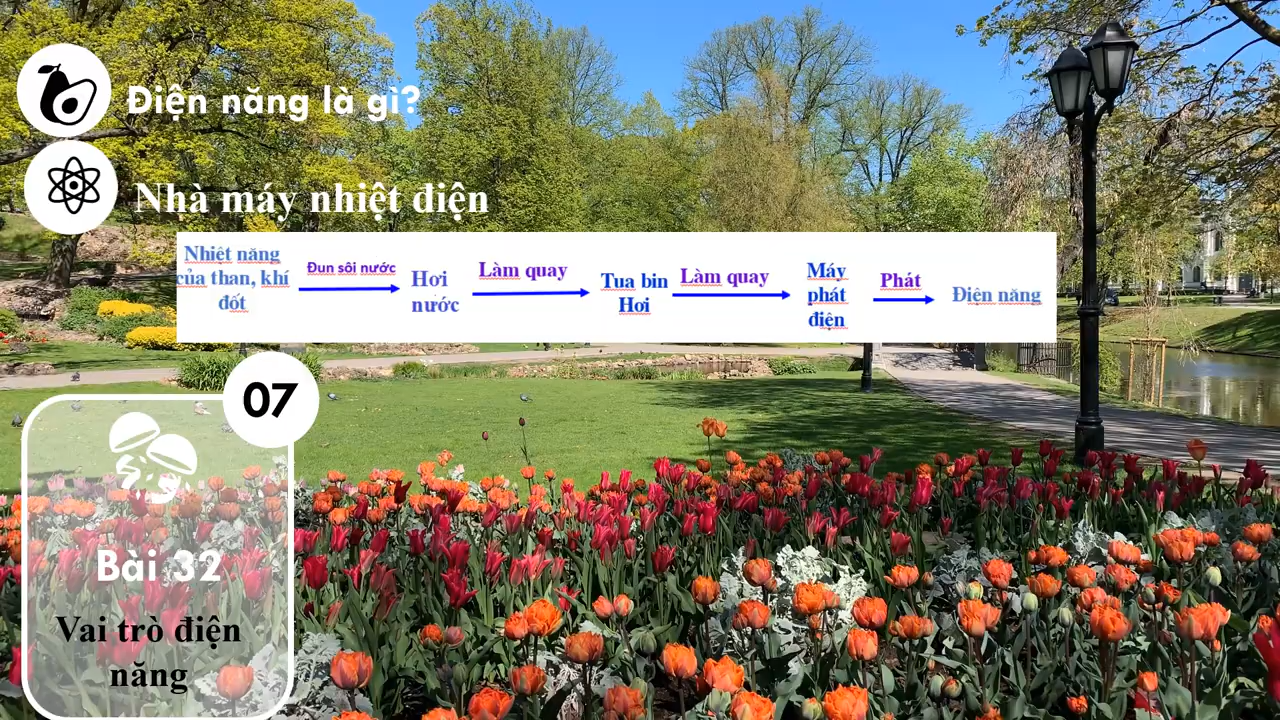 Điện năng là gì?
Nhà máy nhiệt điện
Nhiệt năng
của than, khí
đốt
Đun sôi nước
Hơi
nước
Làm quay
Tua bin
Hơi
Làm quay
Máy
phát
điện
Phát
Điện năng
07
Bài 32
Vai trò điện
năng